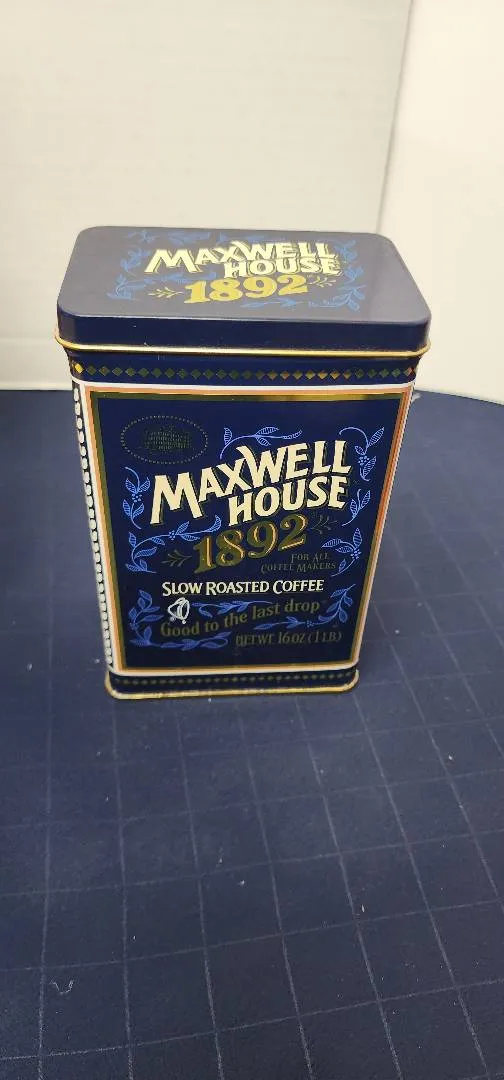 MAXWELL
HOUSE
1892
MAXWELL
HOUSE
1892
FOR ALL
COFFEE MAKERS
SLOW ROASTED COFFEE
Good to the last drop
NET WT. 16 OZ (1 LB.)